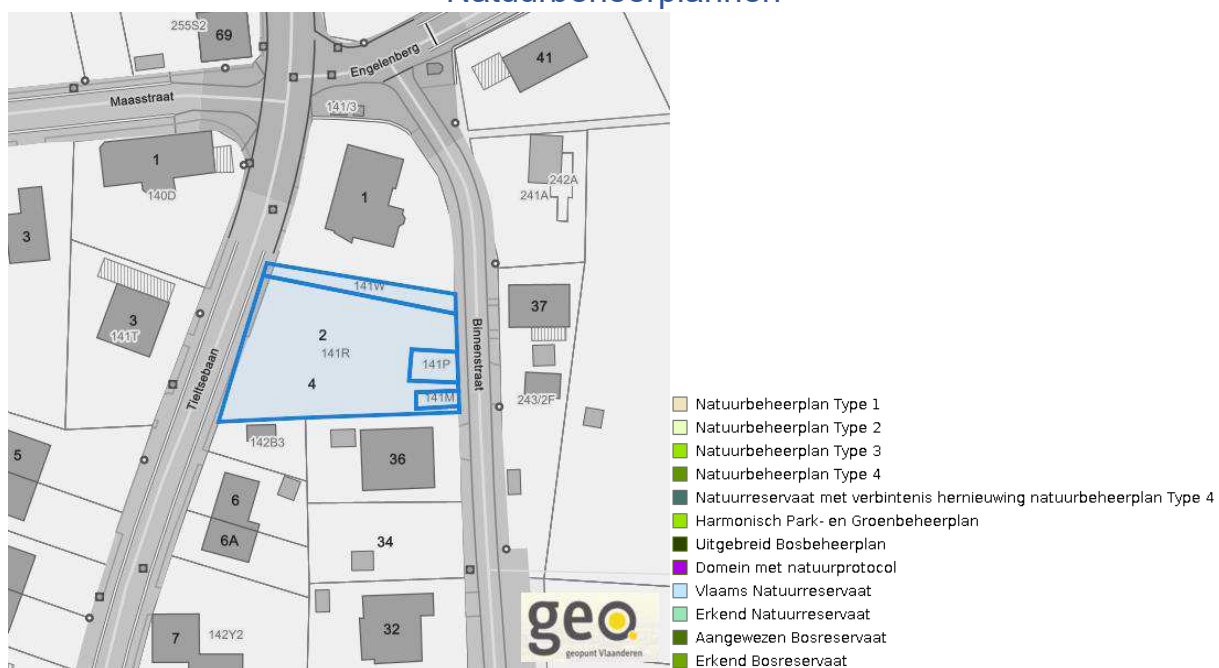 Natuurbeheerplannen
255S2
69
41
Engelenberg
Maasstraat
141/3
1
1
140D
242A
241A
3
141W
37
3
2
141T
141R
Binnenstraat
141P
4
Tieltsebaan
141M
243/2F
142B3
5
36
6
6A
34
32
7
142Y2
geo
geopunt Vlaanderen
Natuurbeheerplan Type 1
Natuurbeheerplan Type 2
Natuurbeheerplan Type 3
Natuurbeheerplan Type 4
Natuurreservaat met verbintenis hernieuwing natuurbeheerplan Type 4
Harmonisch Park- en Groenbeheerplan
Uitgebreid Bosbeheerplan
Domein met natuurprotocol
Vlaams Natuurreservaat
Erkend Natuurreservaat
Aangewezen Bosreservaat
Erkend Bosreservaat